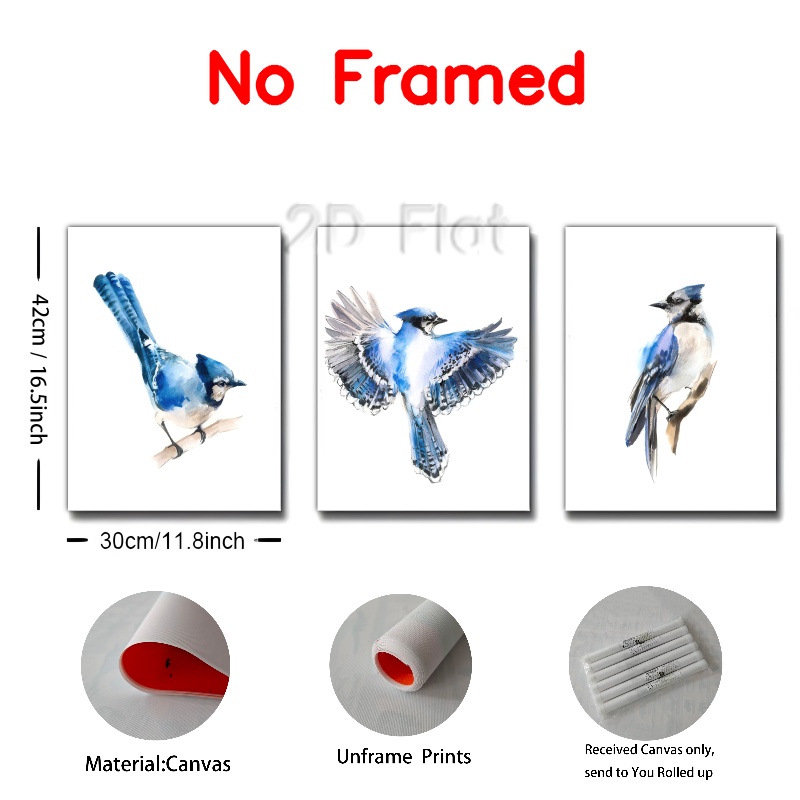 No Framed
2D Flat
42cm / 16.5inch
30cm/11.8inch
Material:Canvas
Unframe Prints
Received Canvas only,
send to You Rolled up